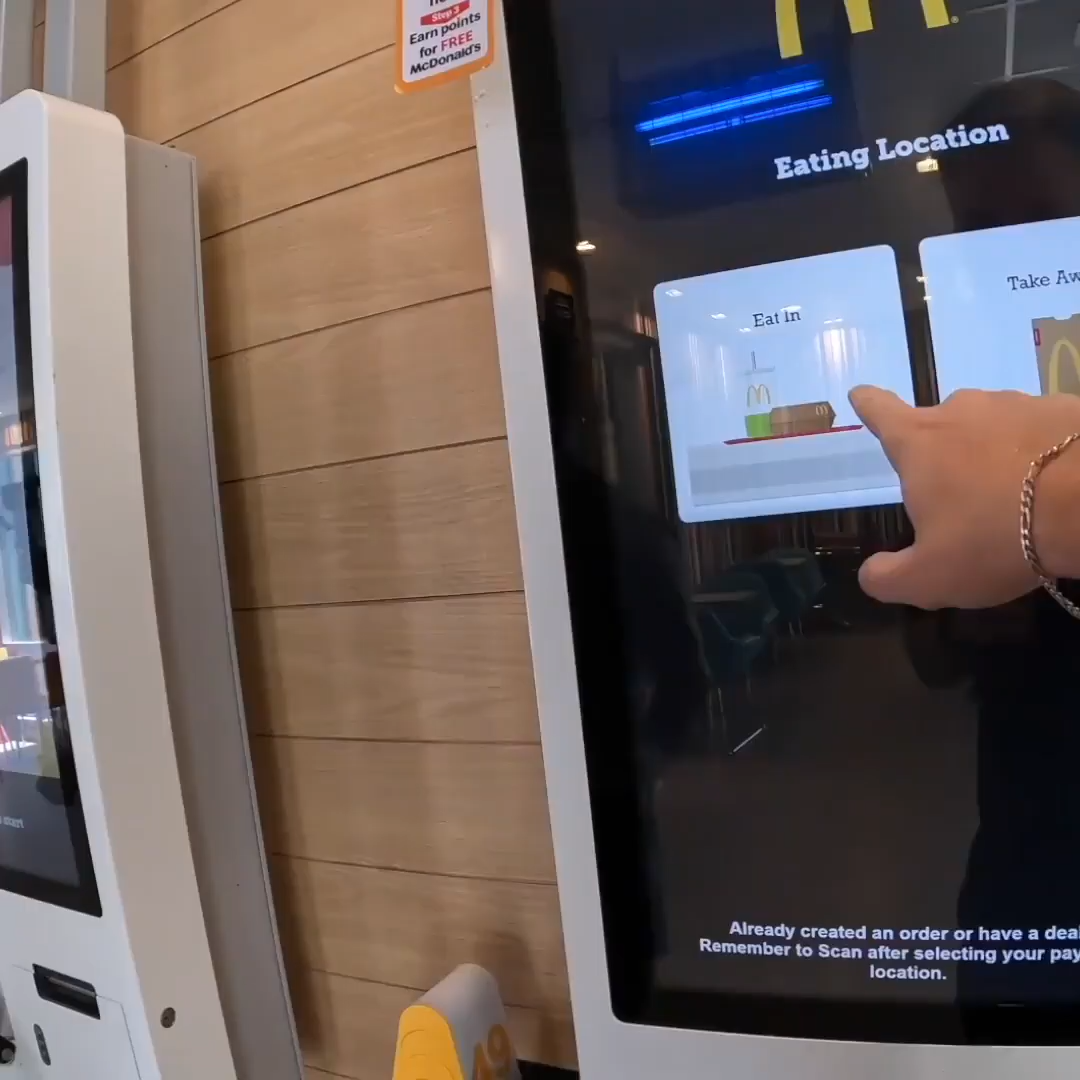 Step 3
Earn points
for FREE
McDonald's
Eating Location
Eat In
Take Aw
Already created an order or have a deal
Remember to Scan after selecting your pay
location.
start